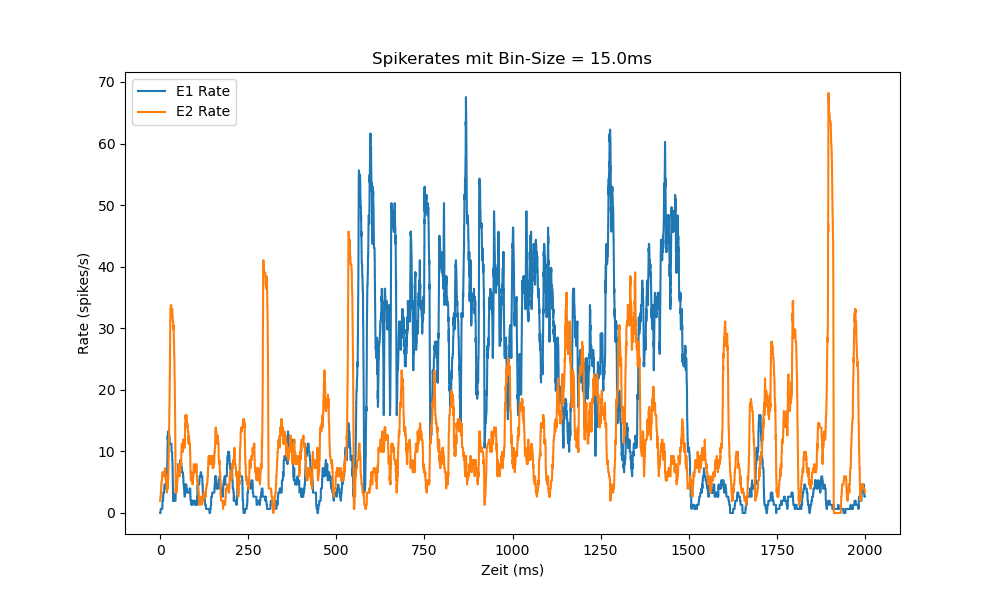 Spikerates mit Bin-Size = 15.0ms
E1 Rate
E2 Rate
70
60
50
40
30
20
10
0
Rate (spikes/s)
0 250 500 750 1000 1250 1500 1750 2000
Zeit (ms)